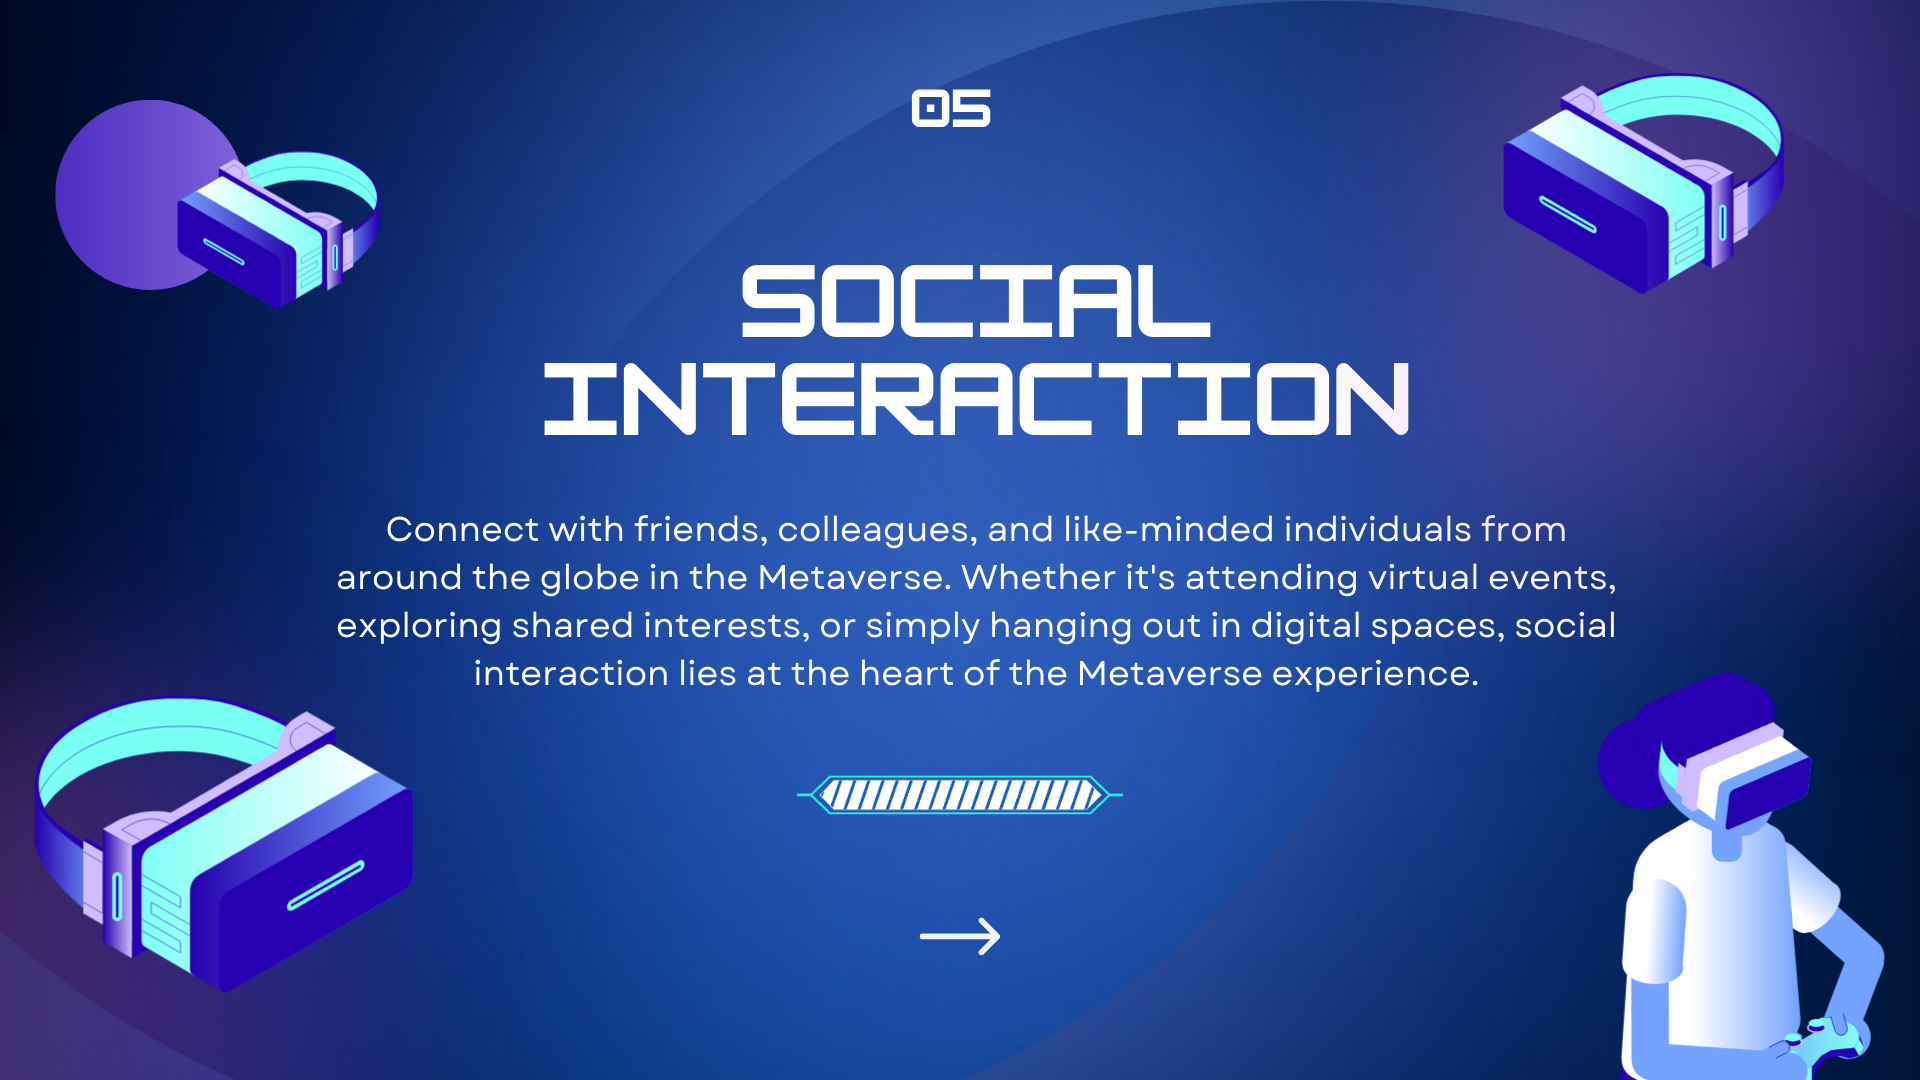 05
SOCIAL
INTERACTION
Connect with friends, colleagues, and like-minded individuals from
around the globe in the Metaverse. Whether it's attending virtual events,
exploring shared interests, or simply hanging out in digital spaces, social
interaction lies at the heart of the Metaverse experience.